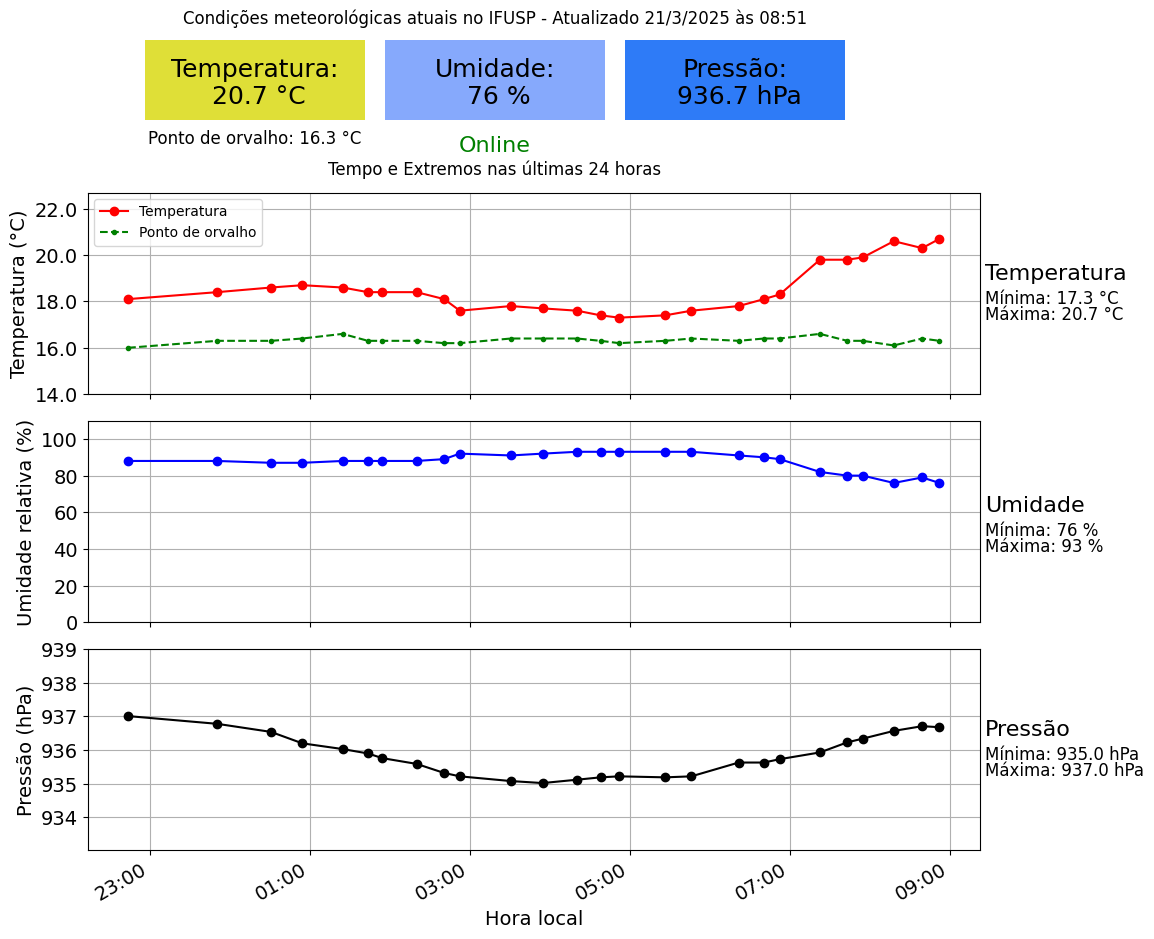 Condições meteorológicas atuais no IFUSP - Atualizado 21/3/2025 às 08:51
Temperatura:
20.7 °C
Umidade:
76 %
Pressão:
936.7 hPa
Ponto de orvalho: 16.3 °C
Online
Tempo e Extremos nas últimas 24 horas
Temperatura (°C)
22.0
20.0
18.0
16.0
14.0
Temperatura
Ponto de orvalho
Temperatura
Mínima: 17.3 °C
Máxima: 20.7 °C
Umidade relativa (%)
100
80
60
40
20
0
Umidade
Mínima: 76 %
Máxima: 93 %
Pressão (hPa)
939
938
937
936
935
934
Pressão
Mínima: 935.0 hPa
Máxima: 937.0 hPa
23:00
01:00
03:00
05:00
07:00
09:00
Hora local